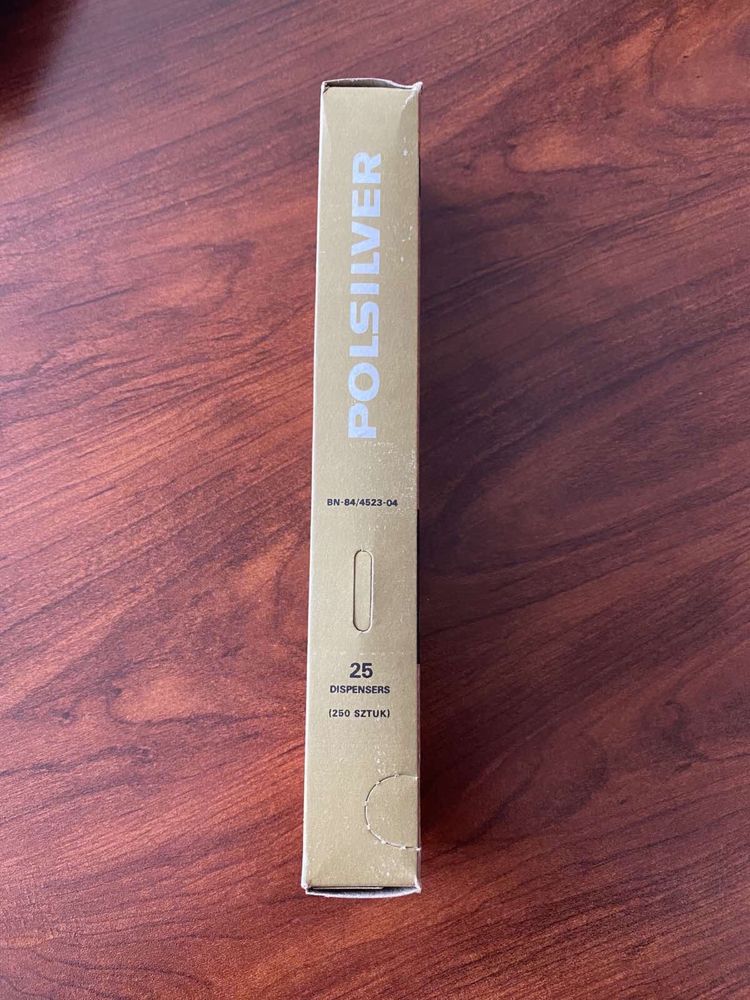 POLSILVER
BN-84/4523-04
25
DISPENSERS
(250 SZTUK)